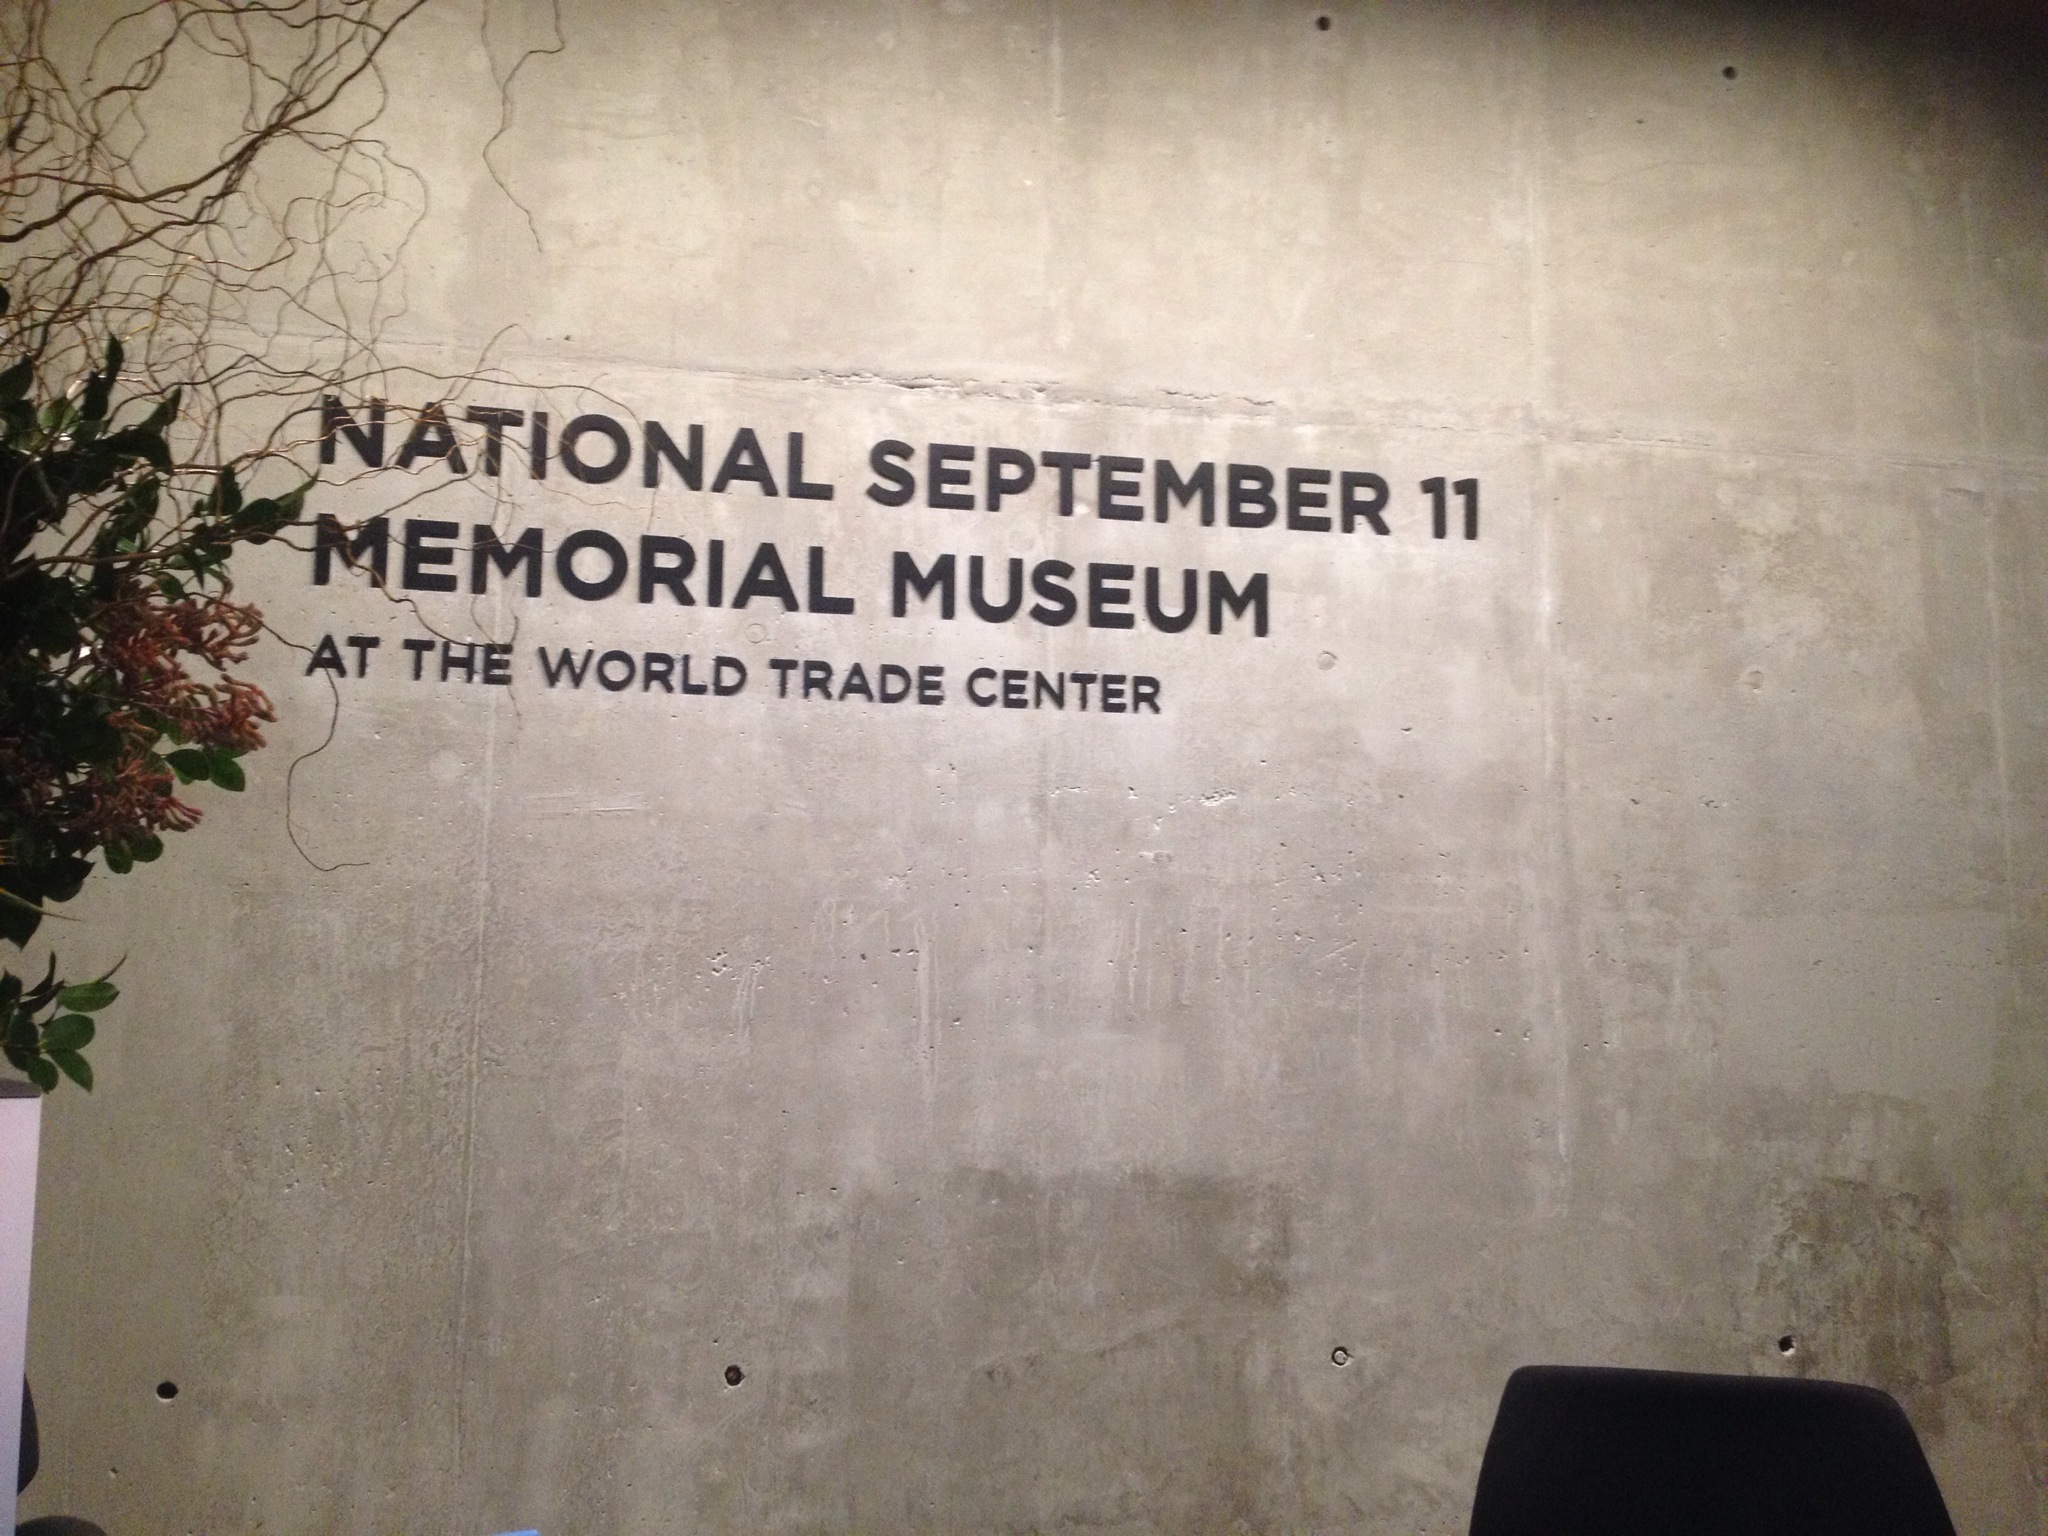 NATIONAL SEPTEMBER 11
MEMORIAL MUSEUM
AT THE WORLD TRADE CENTER